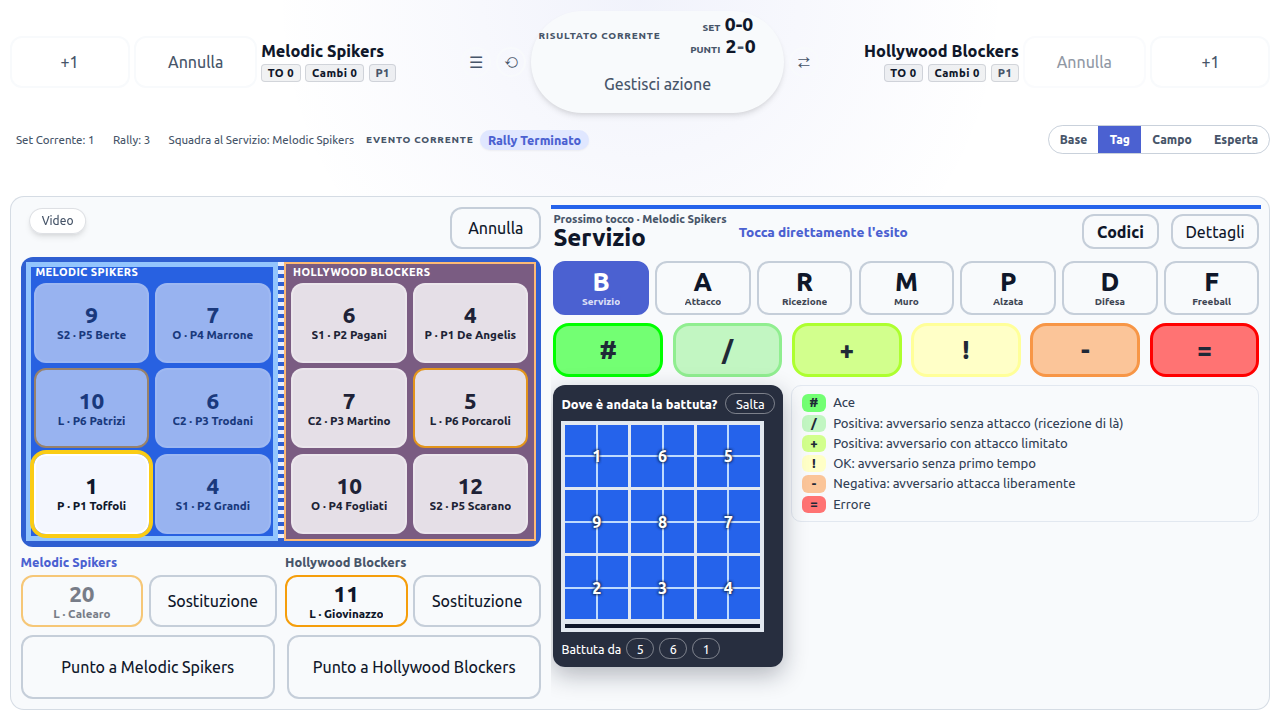 +1
Annulla
Melodic Spikers
TO 0 Cambi 0 P1
RISULTATO CORRENTE
SET 0-0
PUNTI 2-0
Gestisci azione
Hollywood Blockers
TO 0 Cambi 0 P1
Annulla
+1
Set Corrente: 1 Rally: 3 Squadra al Servizio: Melodic Spikers EVENTO CORRENTE Rally Terminato
Base Tag Campo Esperta
Video
Annulla
MELODIC SPIKERS
HOLLYWOOD BLOCKERS
9
S2 · P5 Berte
7
O · P4 Marrone
6
S1 · P2 Pagani
4
P · P1 De Angelis
10
L · P6 Patrizi
6
C2 · P3 Trodani
7
C2 · P3 Martino
5
L · P6 Porcaroli
1
P · P1 Toffoli
4
S1 · P2 Grandi
10
O · P4 Fogliati
12
S2 · P5 Scarano
Melodic Spikers
Hollywood Blockers
20
L · Calearo
Sostituzione
11
L · Giovinazzo
Sostituzione
Punto a Melodic Spikers
Punto a Hollywood Blockers
Prossimo tocco · Melodic Spikers
Servizio
Tocca direttamente l'esito
Codici
Dettagli
B
Servizio
A
Attacco
R
Ricezione
M
Muro
P
Alzata
D
Difesa
F
Freeball
# / + ! - =
Dove è andata la battuta?
Salta
1 6 5
9 8 7
2 3 4
Battuta da 5 6 1
# Ace
/ Positiva: avversario senza attacco (ricezione di là)
+ Positiva: avversario con attacco limitato
! OK: avversario senza primo tempo
- Negativa: avversario attacca liberamente
= Errore